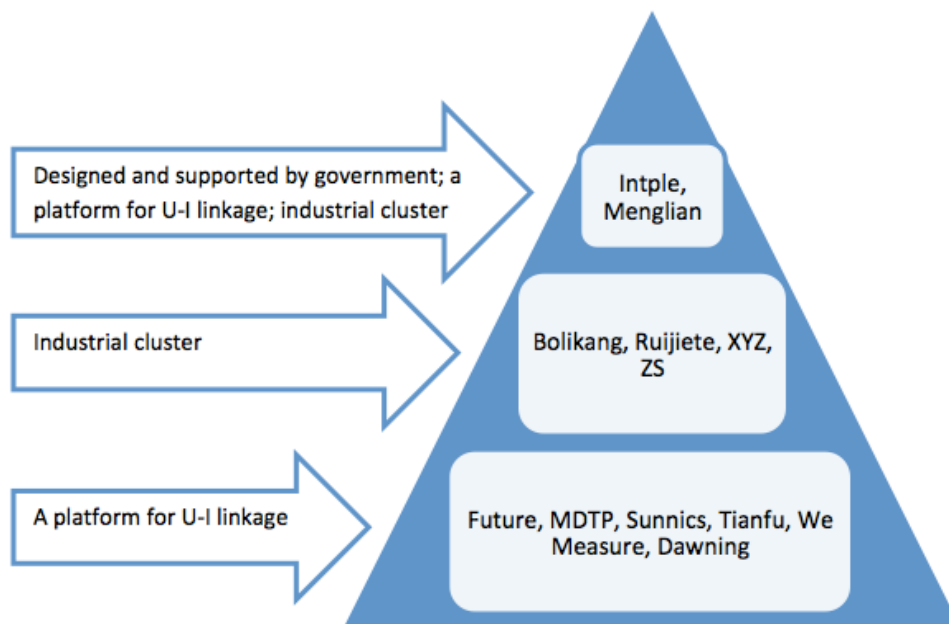 Designed and supported by government; a
platform for U-I linkage; industrial cluster
Intple,
Menglian
Industrial cluster
Bolikang, Ruijiete, XYZ,
ZS
A platform for U-I linkage
Future, MDTP, Sunnics, Tianfu, We
Measure, Dawning